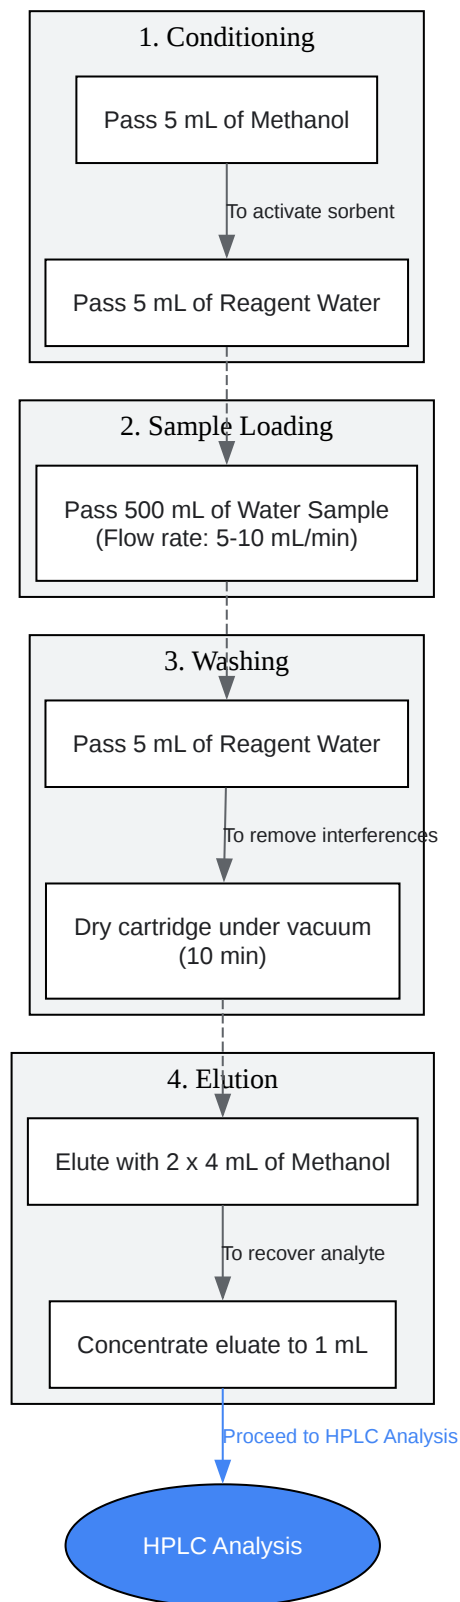 1. Conditioning
Pass 5 mL of Methanol
To activate sorbent
Pass 5 mL of Reagent Water
2. Sample Loading
Pass 500 mL of Water Sample
(Flow rate: 5-10 mL/min)
3. Washing
Pass 5 mL of Reagent Water
To remove interferences
Dry cartridge under vacuum
(10 min)
4. Elution
Elute with 2 x 4 mL of Methanol
To recover analyte
Concentrate eluate to 1 mL
Proceed to HPLC Analysis
HPLC Analysis